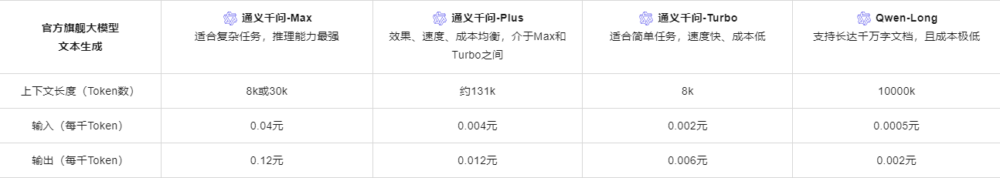 官方旗舰大模型
文本生成
通义千问-Max
适合复杂任务，推理能力最强
通义千问-Plus
效果、速度、成本均衡，介于Max和
Turbo之间
通义千问-Turbo
适合简单任务，速度快、成本低
Qwen-Long
支持长达千万字文档，且成本极低
上下文长度（Token数）
8k或30k
约131k
8k
10000k
输入（每千Token）
0.04元
0.004元
0.002元
0.0005元
输出（每千Token）
0.12元
0.012元
0.006元
0.002元